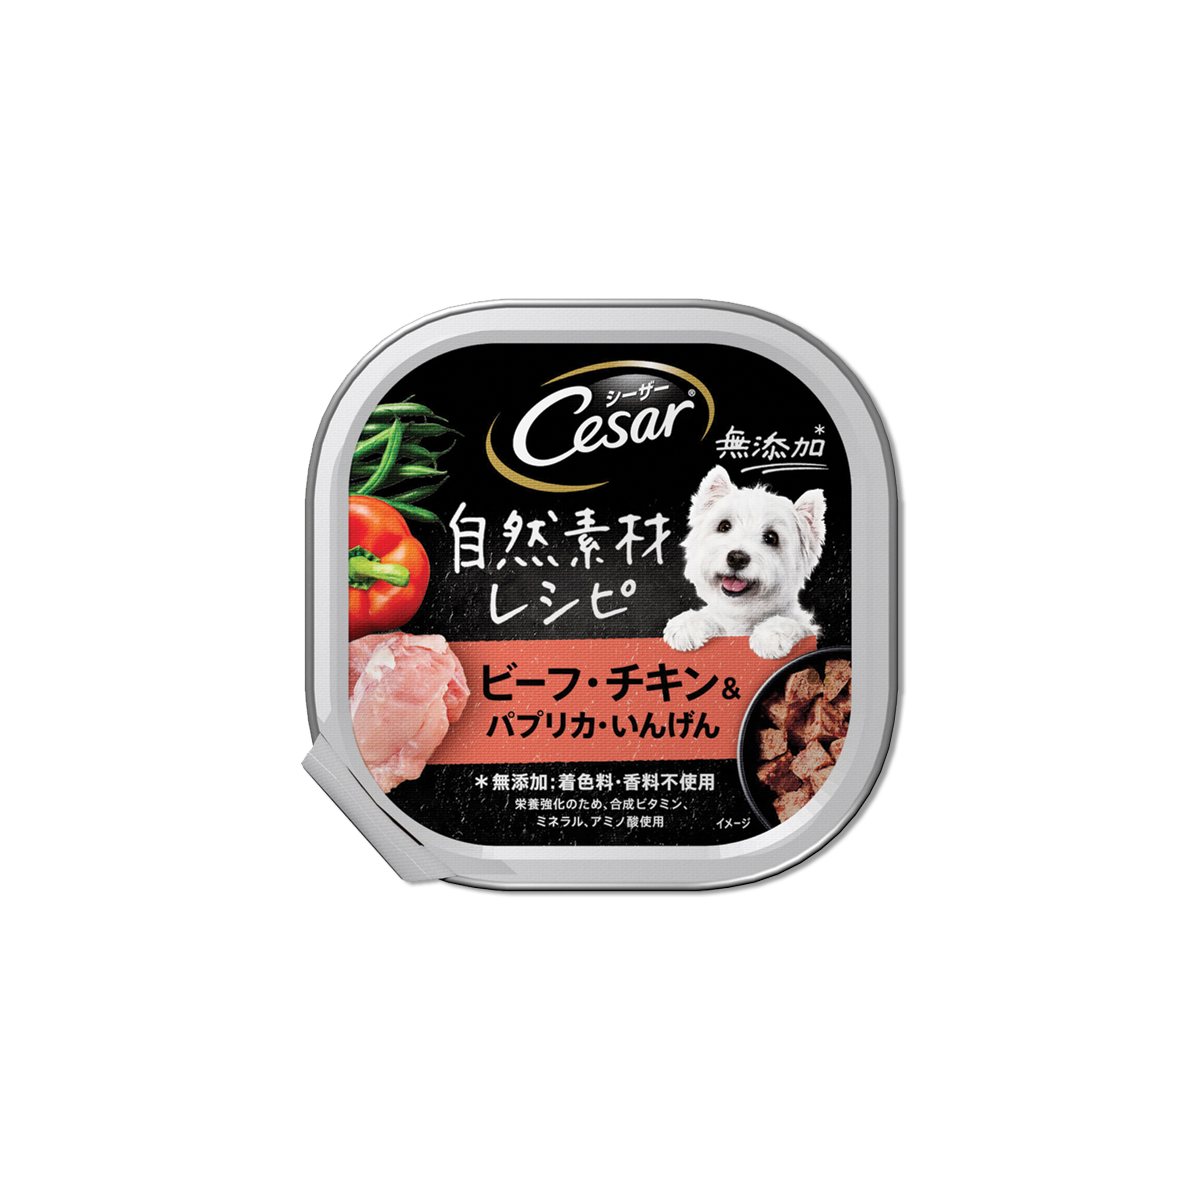 シーザー
Cesar®
無添加*
自然素材
レシピ
ビーフ・チキン&
パプリカ・いんげん
*無添加:着色料・香料不使用
栄養強化のため、合成ビタミン、
ミネラル、アミノ酸使用
イメージ